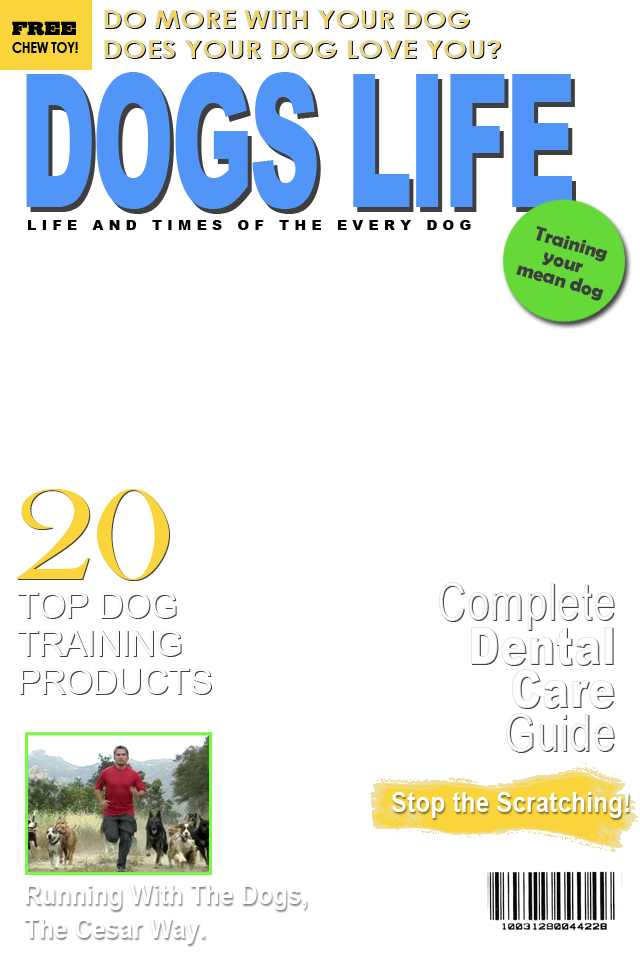 FREE
CHEW TOY!
DO MORE WITH YOUR DOG
DOES YOUR DOG LOVE YOU?
DOGS LIFE
LIFE AND TIMES OF THE EVERY DOG
Training
your
mean dog
20
TOP DOG
TRAINING
PRODUCTS
Complete
Dental
Care
Guide
Stop the Scratching!
Running With The Dogs,
The Cesar Way.
10031290044228